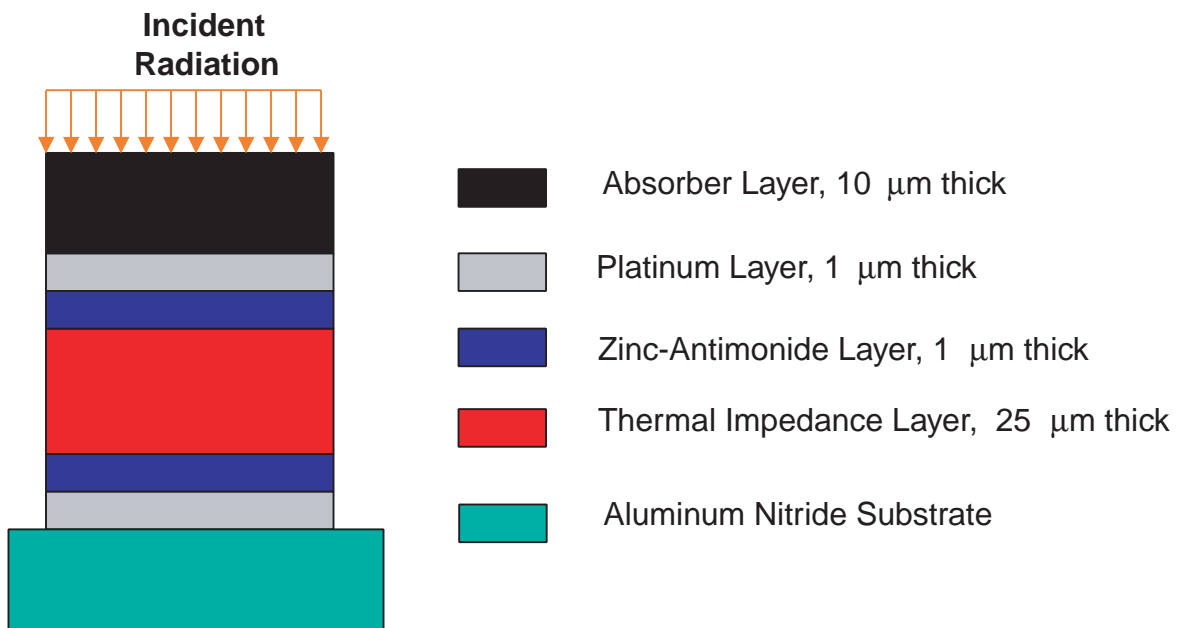 Incident
Radiation
Absorber Layer, 10 μm thick
Platinum Layer, 1 μm thick
Zinc-Antimonide Layer, 1 μm thick
Thermal Impedance Layer, 25 μm thick
Aluminum Nitride Substrate